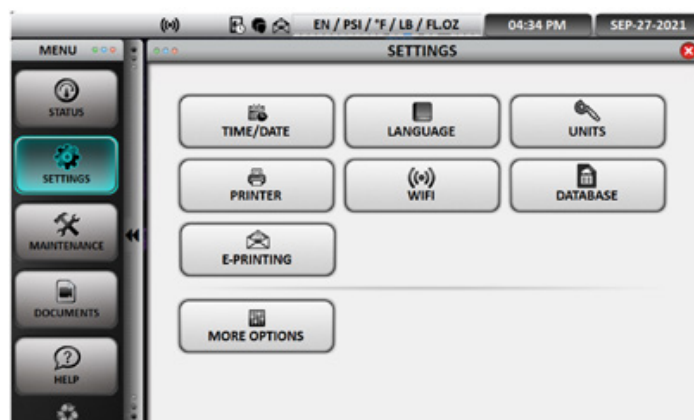 EN / PSI / °F / LB / FL.OZ 04:34 PM SEP-27-2021
MENU
SETTINGS
STATUS
SETTINGS
MAINTENANCE
DOCUMENTS
HELP
TIME/DATE LANGUAGE UNITS
PRINTER WIFI DATABASE
E-PRINTING
MORE OPTIONS